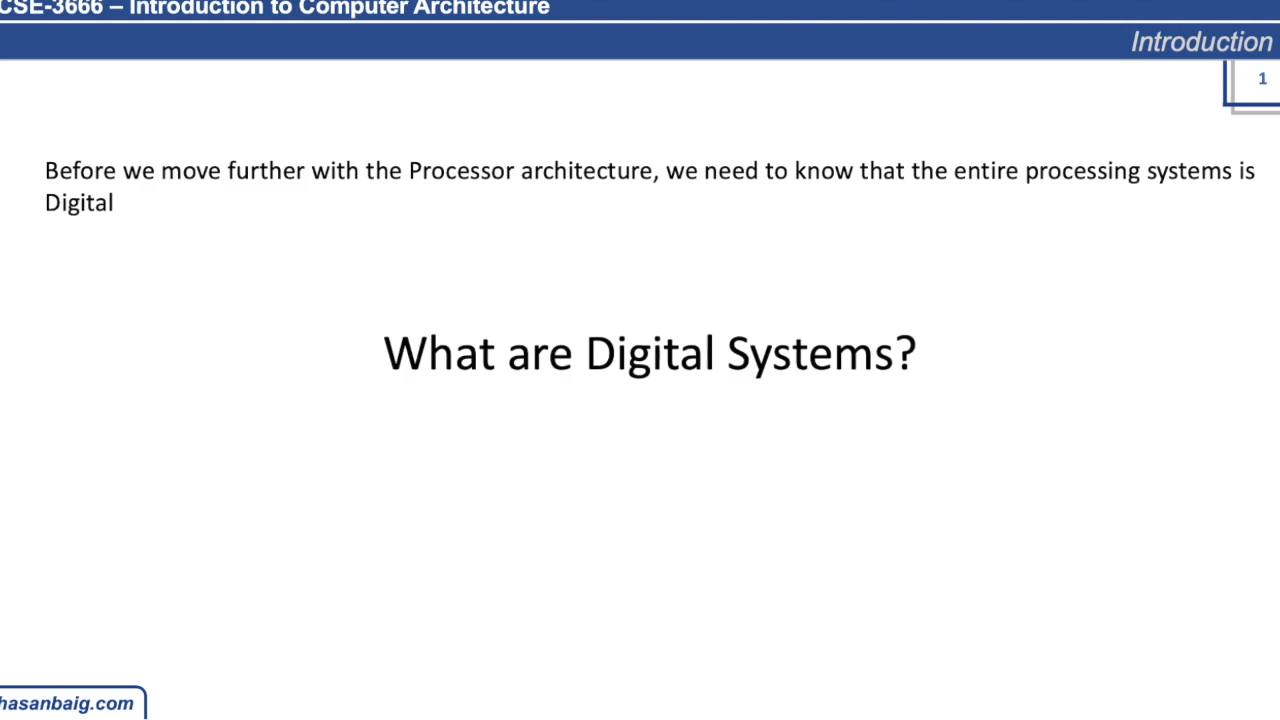 CSE-3666 – Introduction to Computer Architecture
Introduction
1
Before we move further with the Processor architecture, we need to know that the entire processing systems is
Digital
What are Digital Systems?
hasanbaig.com